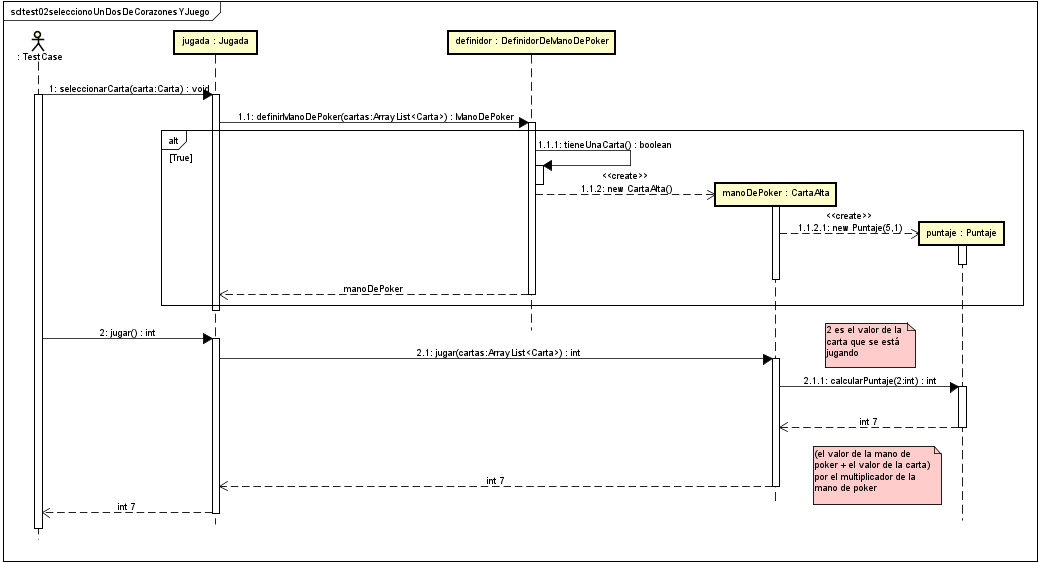 sdtest02seleccionoUnDosDeCorazonesYJuego
: TestCase
jugada : Jugada
definidor : DefinidorDeManoDePoker
1: seleccionarCarta(carta:Carta) : void
1.1: definirManoDePoker(cartas:ArrayList<Carta>) : ManoDePoker
alt
[True]
1.1.1: tieneUnaCarta() : boolean
<<create>>
1.1.2: new CartaAlta()
manoDePoker : CartaAlta
<<create>>
1.1.2.1: new Puntaje(5,1)
puntaje : Puntaje
manoDePoker
2: jugar() : int
2 es el valor de la
carta que se está
jugando
2.1: jugar(cartas:ArrayList<Carta>) : int
2.1.1: calcularPuntaje(2:int) : int
int 7
(el valor de la mano de
poker + el valor de la carta)
por el multiplicador de la
mano de poker
int 7
int 7